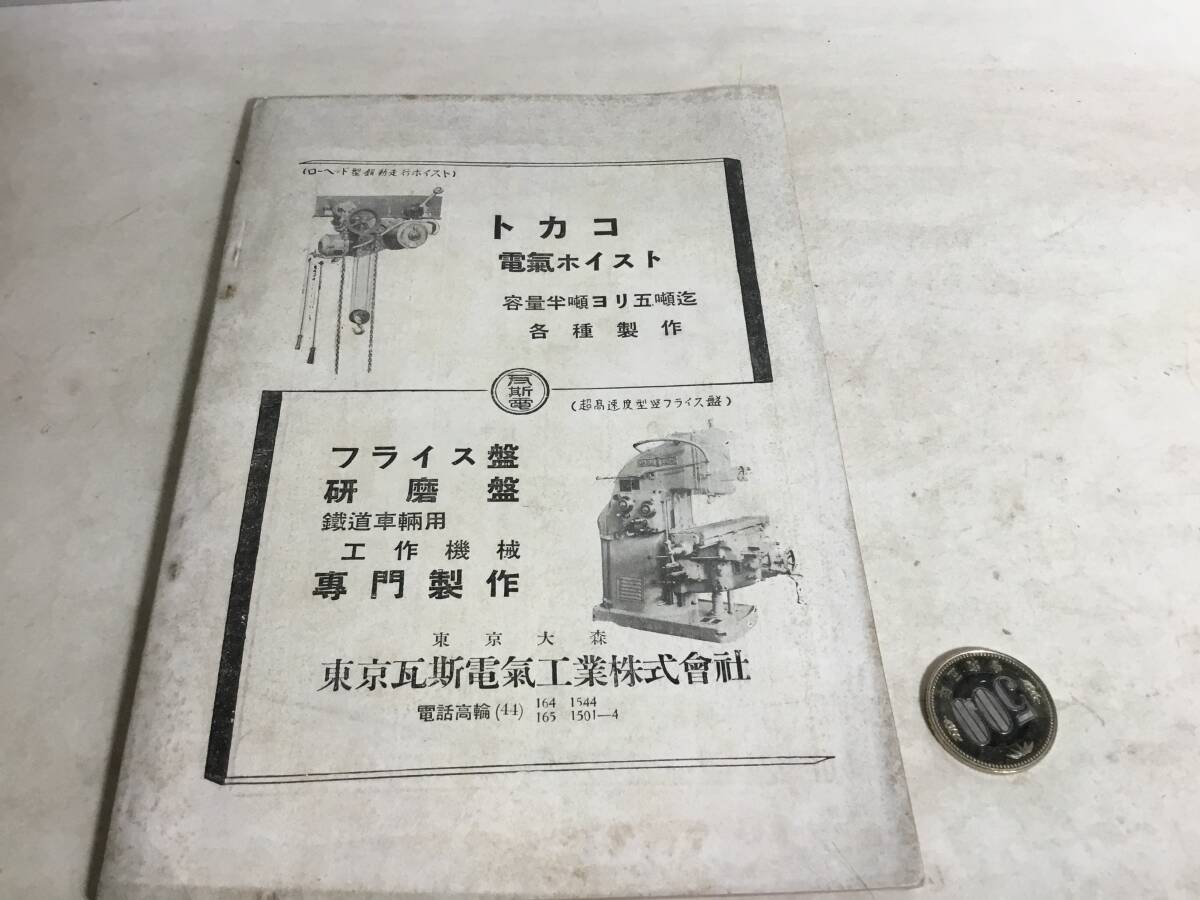 (ローヘッド型電動走行ホイスト)
トカコ
電氣ホイスト
容量半噸ヨリ五噸迄
各種製作
瓦斯電
(超高速度型竪フライス盤)
フライス盤
研磨盤
鐵道車輛用
工作機械
專門製作
東京大森
東京瓦斯電氣工業株式會社
電話高輪(44) 164 1544
165 1501—4
500